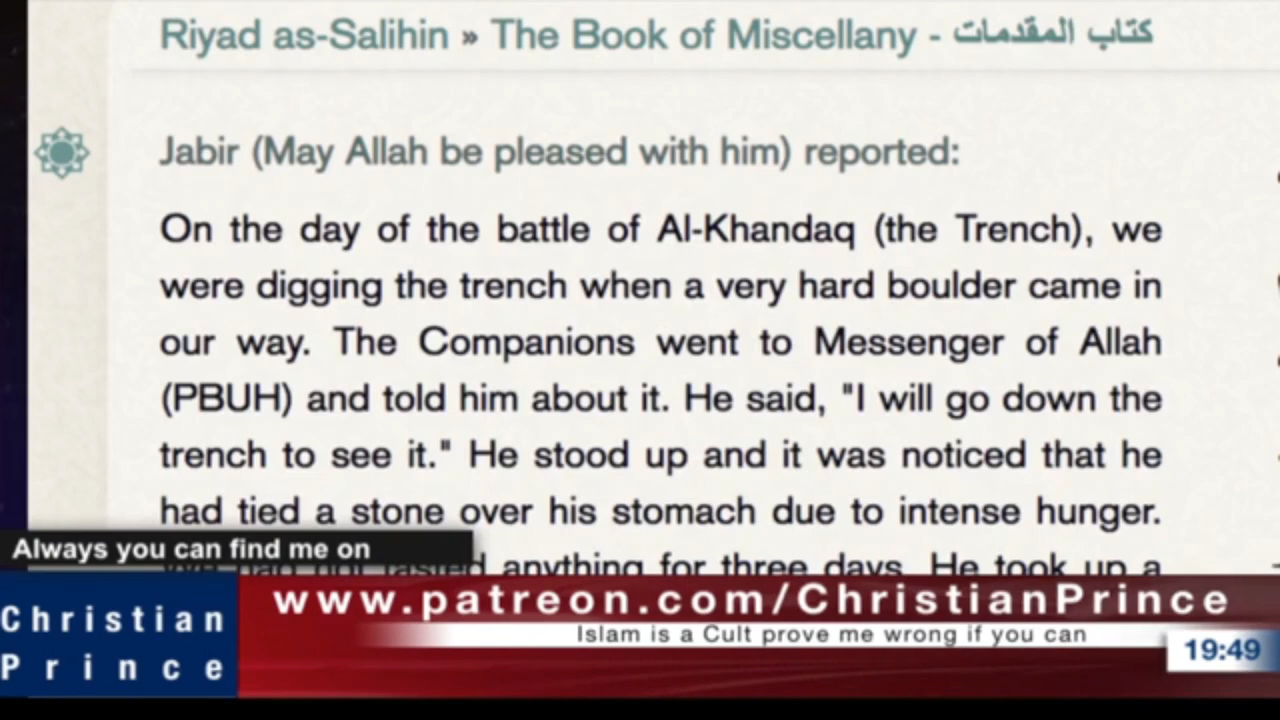 Riyad as-Salihin » The Book of Miscellany - كتاب المقدمات
Jabir (May Allah be pleased with him) reported:
On the day of the battle of Al-Khandaq (the Trench), we
were digging the trench when a very hard boulder came in
our way. The Companions went to Messenger of Allah
(PBUH) and told him about it. He said, "I will go down the
trench to see it." He stood up and it was noticed that he
had tied a stone over his stomach due to intense hunger.
We had not tasted anything for three days. He took up a
Always you can find me on
www.patreon.com/ChristianPrince
Islam is a Cult prove me wrong if you can
Christian
Prince
19:49